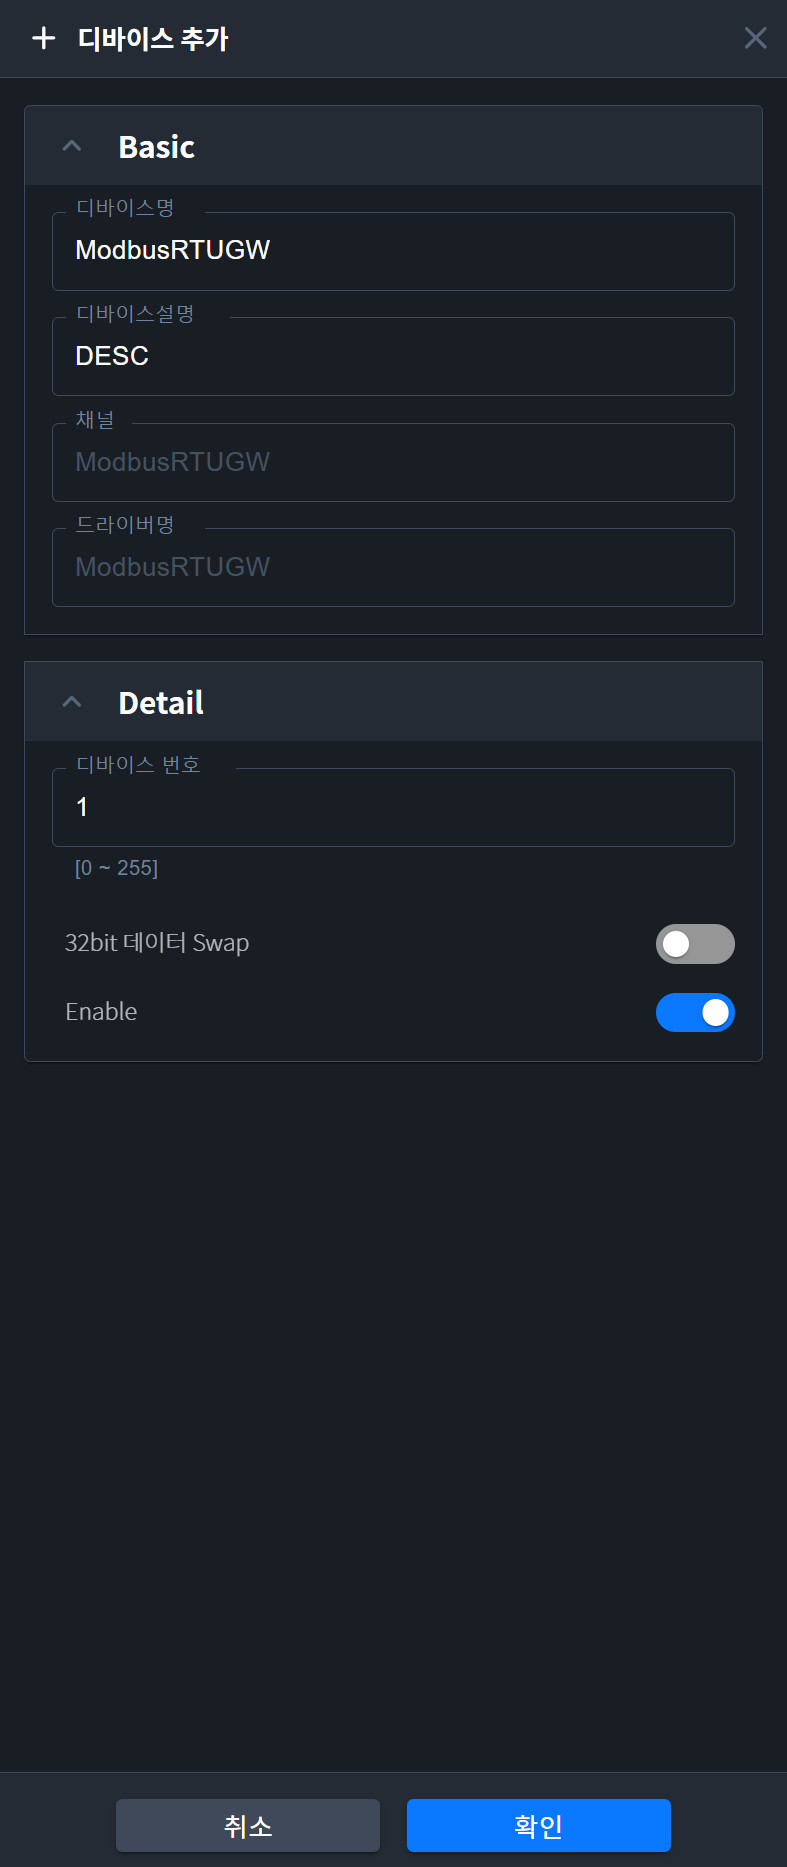 디바이스 추가
Basic
디바이스명
ModbusRTUGW
디바이스설명
DESC
채널
ModbusRTUGW
드라이버명
ModbusRTUGW
Detail
디바이스 번호
1
[0 ~ 255]
32bit 데이터 Swap
Enable
취소
확인